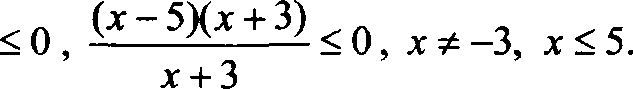 ≤ 0 , (x − 5)(x + 3) / x + 3 ≤ 0 , x ≠ −3, x ≤ 5.